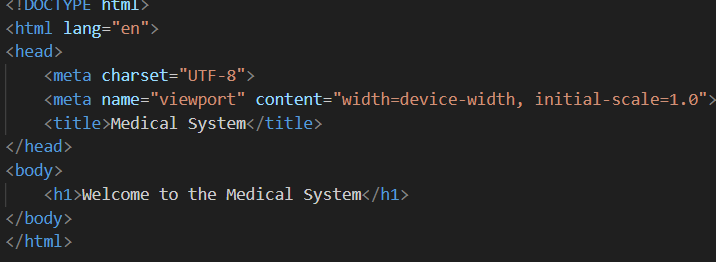 <!DOCTYPE html>
<html lang="en">
<head>
    <meta charset="UTF-8">
    <meta name="viewport" content="width=device-width, initial-scale=1.0">
    <title>Medical System</title>
</head>
<body>
    <h1>Welcome to the Medical System</h1>
</body>
</html>